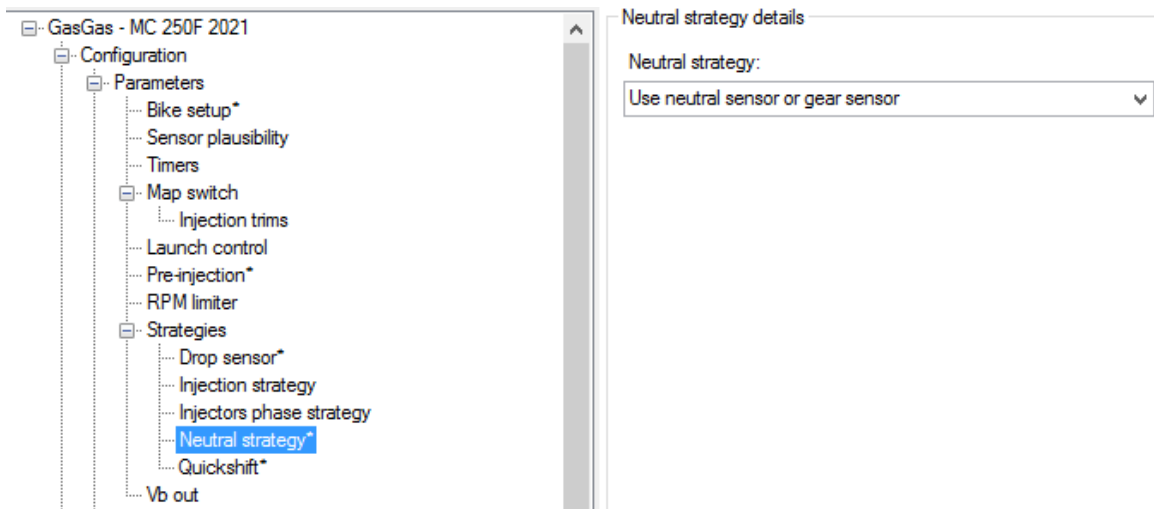 GasGas - MC 250F 2021
Configuration
Parameters
Bike setup*
Sensor plausibility
Timers
Map switch
Injection trims
Launch control
Pre-injection*
RPM limiter
Strategies
Drop sensor*
Injection strategy
Injectors phase strategy
Neutral strategy*
Quickshift*
Vb out
Neutral strategy details
Neutral strategy:
Use neutral sensor or gear sensor